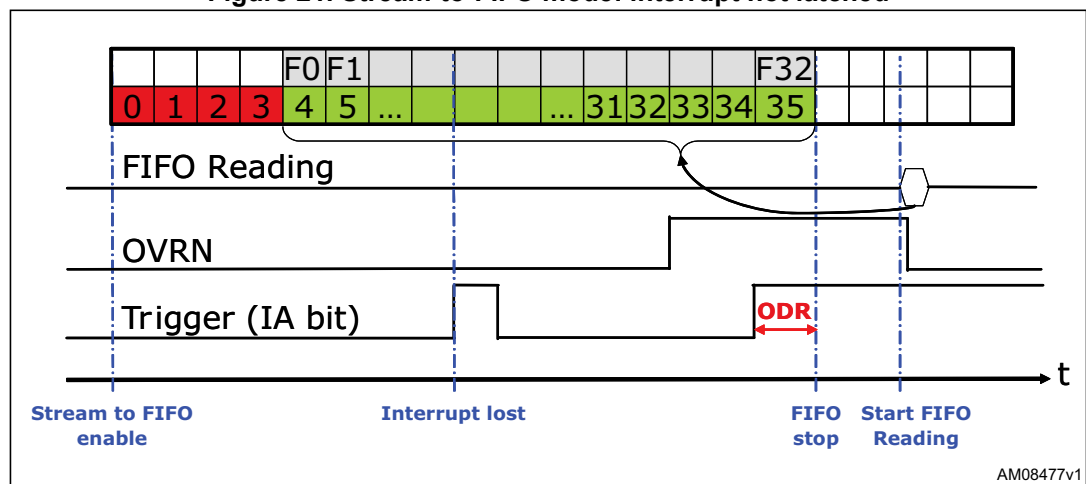 Figure 21. Stream to FIFO mode: interrupt not latched
F0 F1 F32
0 1 2 3 4 5 ... ... 31 32 33 34 35
FIFO Reading
OVRN
Trigger (IA bit)
ODR
t
Stream to FIFO
enable
Interrupt lost
FIFO
stop
Start FIFO
Reading
AM08477v1